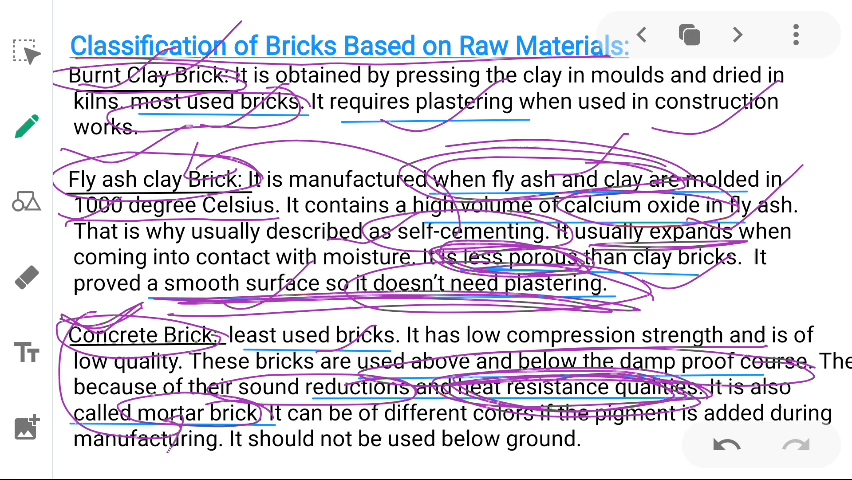 Classification of Bricks Based on Raw Materials:
Burnt Clay Brick: It is obtained by pressing the clay in moulds and dried in
kilns. most used bricks. It requires plastering when used in construction
works.
Fly ash clay Brick: It is manufactured when fly ash and clay are molded in
1000 degree Celsius. It contains a high volume of calcium oxide in fly ash.
That is why usually described as self-cementing. It usually expands when
coming into contact with moisture. It is less porous than clay bricks. It
proved a smooth surface so it doesn't need plastering.
Concrete Brick: least used bricks. It has low compression strength and is of
low quality. These bricks are used above and below the damp proof course. The
because of their sound reductions and heat resistance qualities. It is also
called mortar brick It can be of different colors if the pigment is added during
manufacturing. It should not be used below ground.
Tт